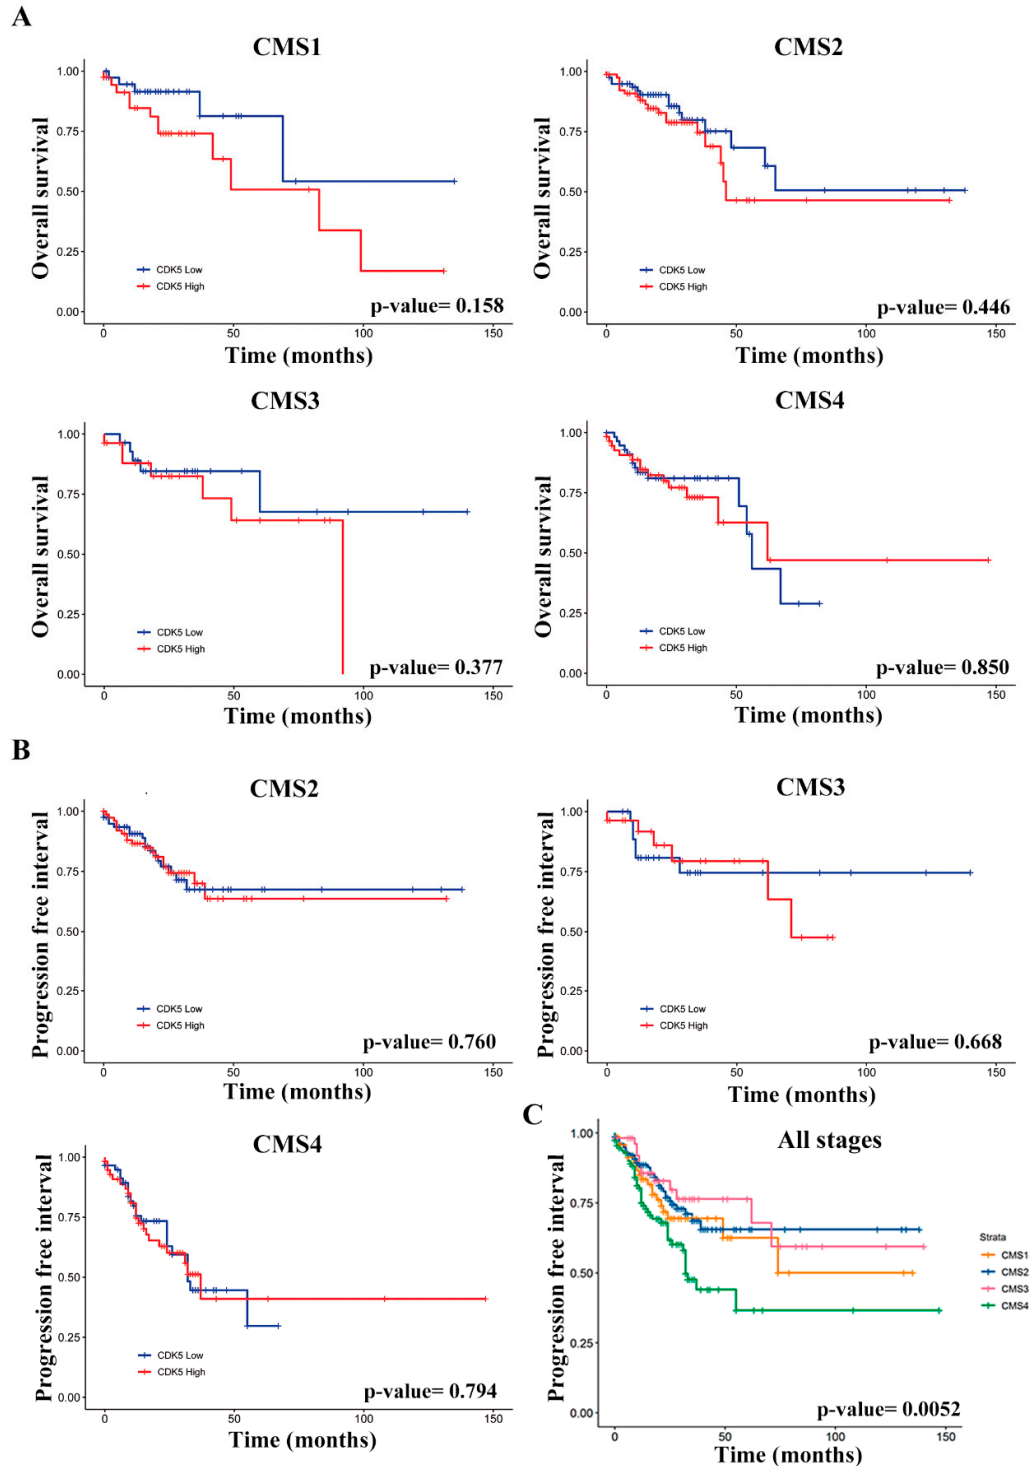 A
CMS1
Overall survival
1.00
0.75
0.50
0.25
0.00
CDK5 Low
CDK5 High
p-value= 0.158
0
50
100
150
Time (months)
CMS2
Overall survival
1.00
0.75
0.50
0.25
0.00
CDK5 Low
CDK5 High
p-value= 0.446
0
50
100
150
Time (months)
CMS3
Overall survival
1.00
0.75
0.50
0.25
0.00
CDK5 Low
CDK5 High
p-value= 0.377
0
50
100
150
Time (months)
CMS4
Overall survival
1.00
0.75
0.50
0.25
0.00
CDK5 Low
CDK5 High
p-value= 0.850
0
50
100
150
Time (months)
B
CMS2
Progression free interval
1.00
0.75
0.50
0.25
0.00
CDK5 Low
CDK5 High
p-value= 0.760
0
50
100
150
Time (months)
CMS3
Progression free interval
1.00
0.75
0.50
0.25
0.00
CDK5 Low
CDK5 High
p-value= 0.668
0
50
100
150
Time (months)
CMS4
Progression free interval
1.00
0.75
0.50
0.25
0.00
CDK5 Low
CDK5 High
p-value= 0.794
0
50
100
150
Time (months)
C
All stages
Progression free interval
1.00
0.75
0.50
0.25
0.00
Strata
CMS1
CMS2
CMS3
CMS4
p-value= 0.0052
0
50
100
150
Time (months)